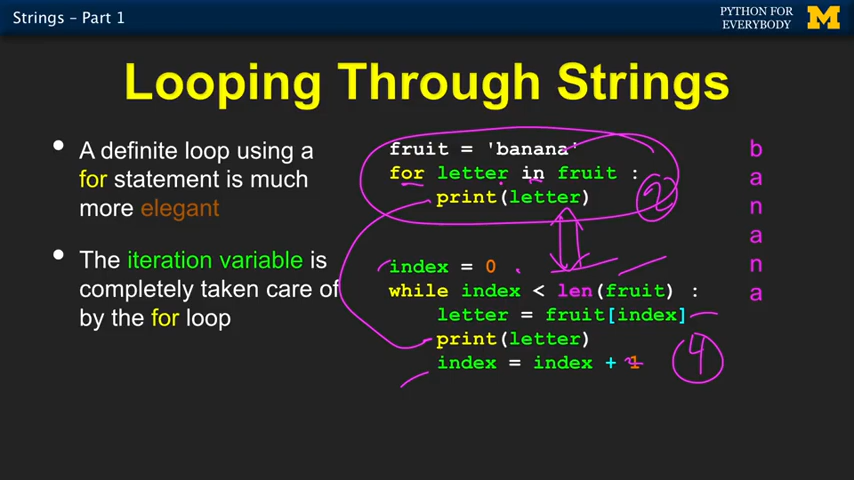 Strings – Part 1
PYTHON FOR
EVERYBODY
M
Looping Through Strings
• A definite loop using a
for statement is much
more elegant
• The iteration variable is
completely taken care of
by the for loop
fruit = 'banana'
for letter in fruit :
    print(letter)
2
index = 0
while index < len(fruit) :
    letter = fruit[index]
    print(letter)
    index = index + 1
4
b
a
n
a
n
a